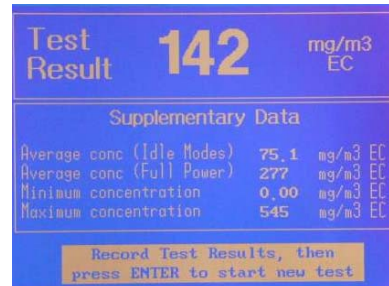 Test Result 142 mg/m3 EC
Supplementary Data
Average conc (Idle Modes) 75.1 mg/m3 EC
Average conc (Full Power) 277 mg/m3 EC
Minimum concentration 0.00 mg/m3 EC
Maximum concentration 545 mg/m3 EC
Record Test Results, then
press ENTER to start new test